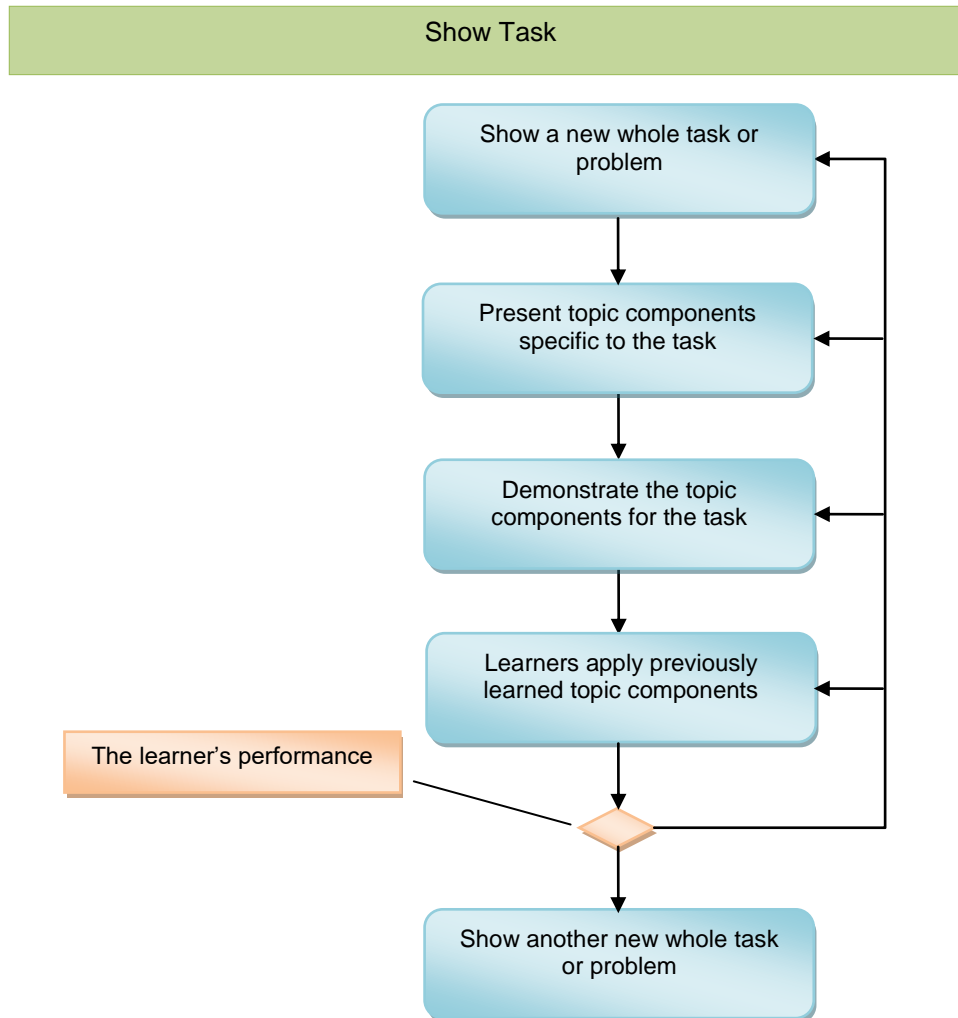 Show Task
Show a new whole task or
problem
Present topic components
specific to the task
Demonstrate the topic
components for the task
Learners apply previously
learned topic components
The learner’s performance
Show another new whole task
or problem